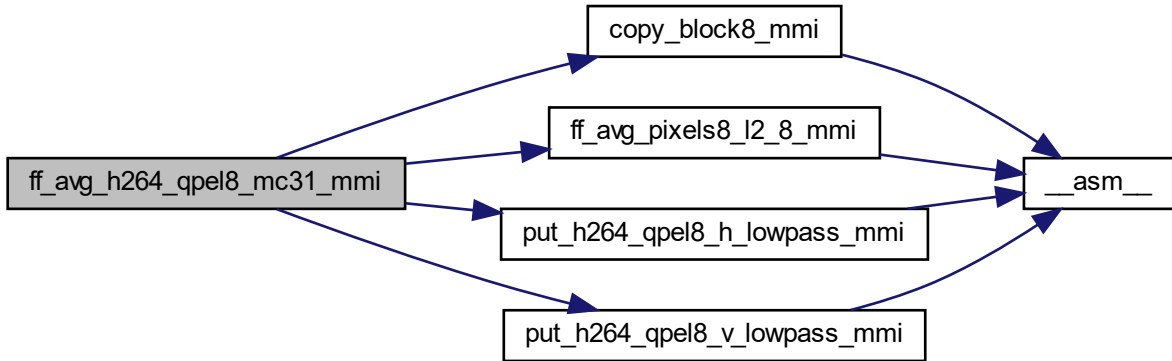 copy_block8_mmi
ff_avg_pixels8_l2_8_mmi
ff_avg_h264_qpel8_mc31_mmi
__asm__
put_h264_qpel8_h_lowpass_mmi
put_h264_qpel8_v_lowpass_mmi